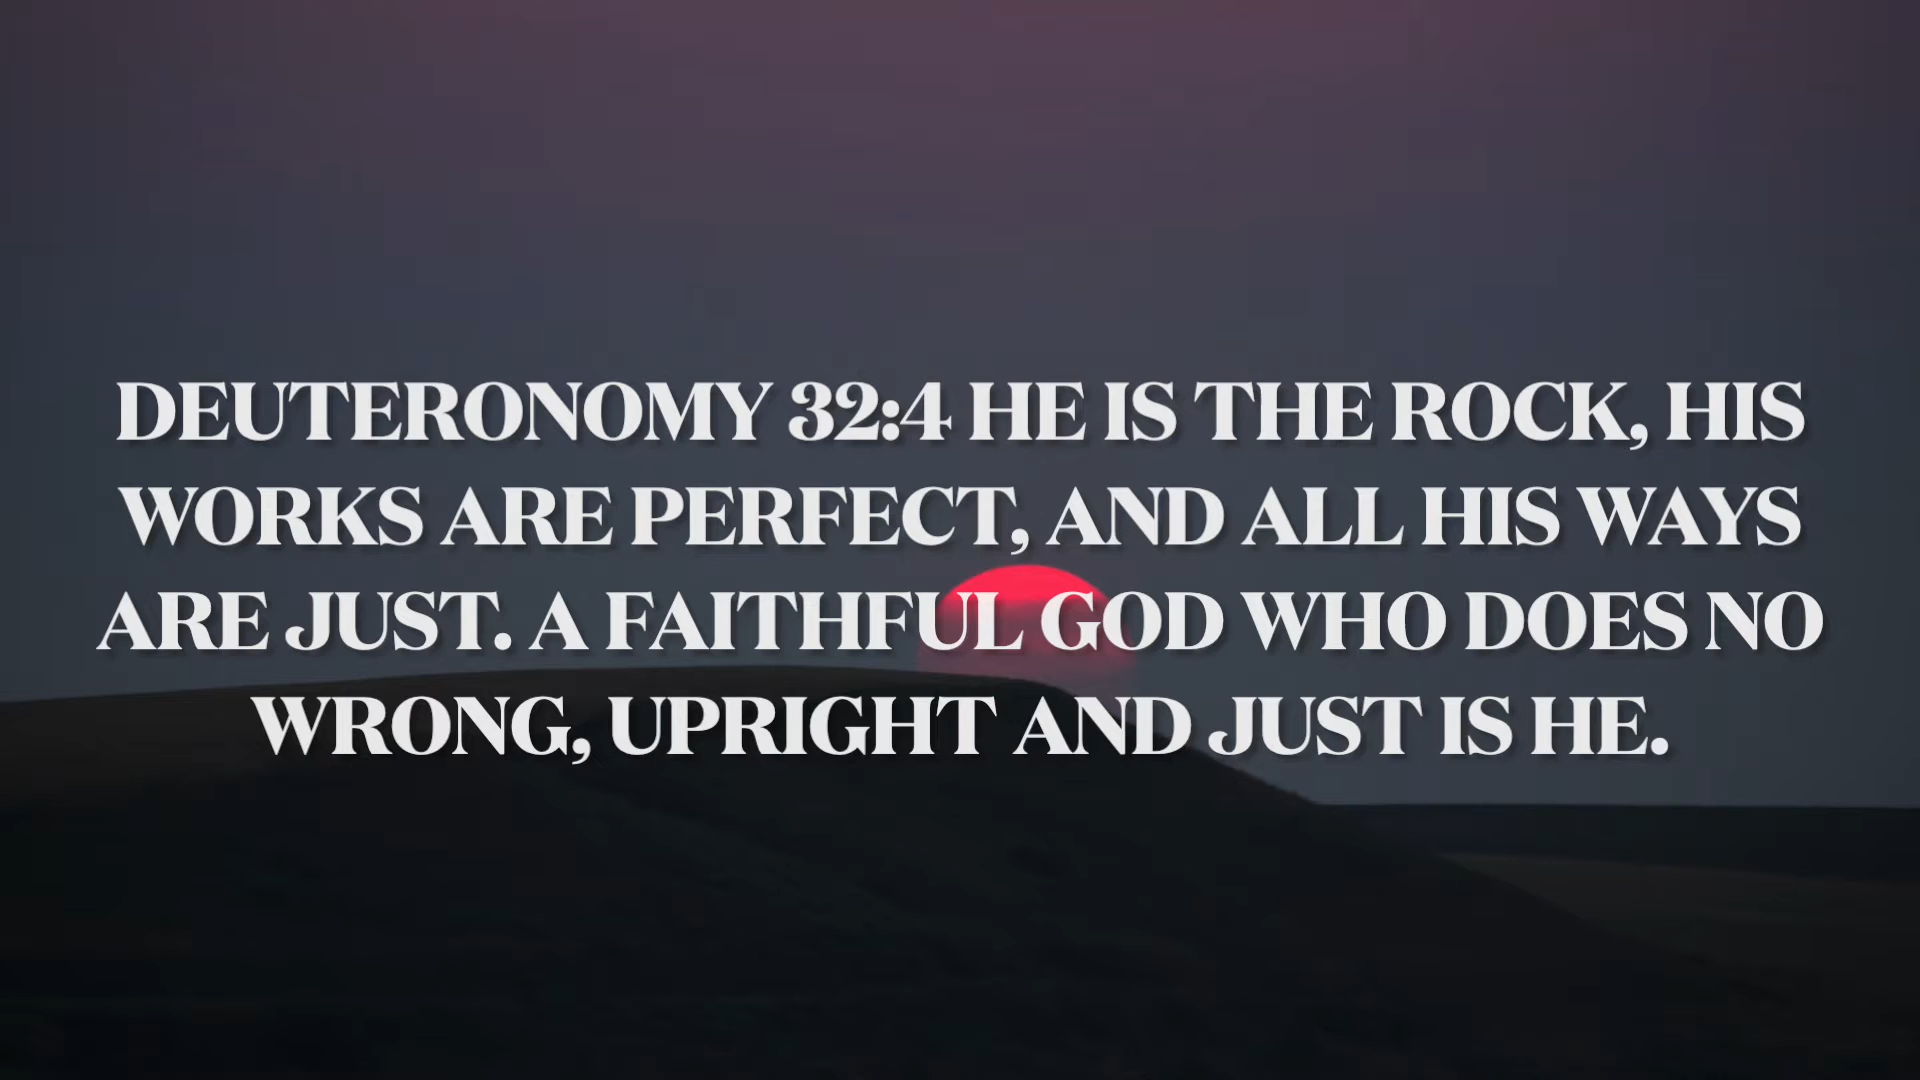 DEUTERONOMY 32:4 HE IS THE ROCK, HIS
WORKS ARE PERFECT, AND ALL HIS WAYS
ARE JUST. A FAITHFUL GOD WHO DOES NO
WRONG, UPRIGHT AND JUST IS HE.